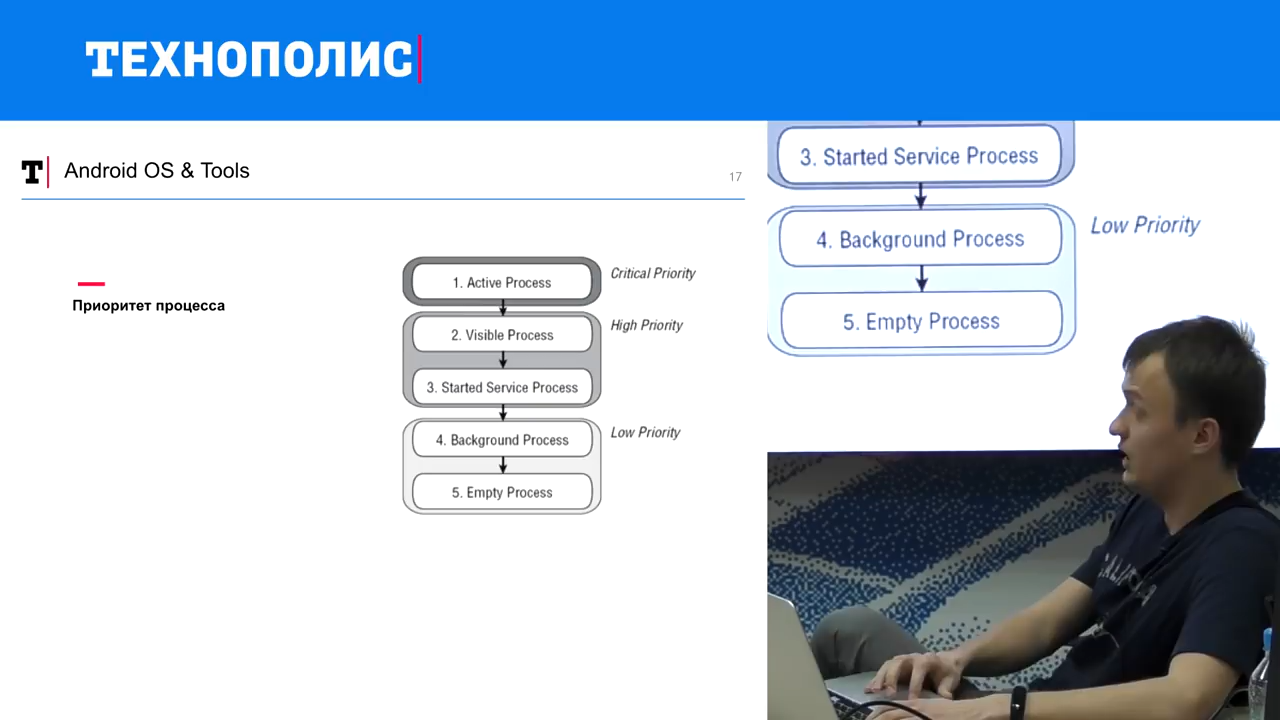 ТЕХНОПОЛИС
T Android OS & Tools
17
Приоритет процесса
1. Active Process
Critical Priority
2. Visible Process
High Priority
3. Started Service Process
4. Background Process
Low Priority
5. Empty Process
3. Started Service Process
4. Background Process
Low Priority
5. Empty Process